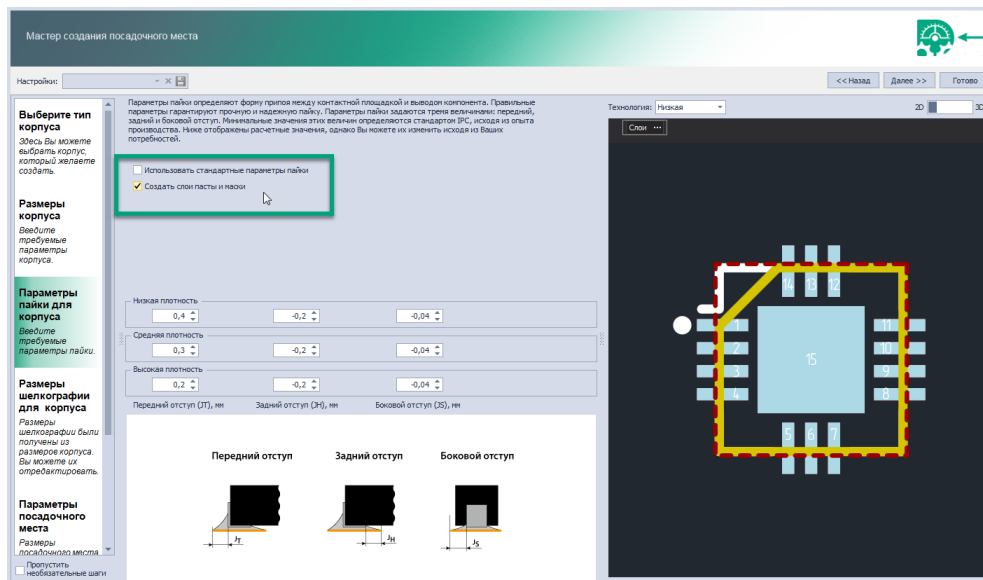 Мастер создания посадочного места
Настройки:
<< Назад
Далее >>
Готово
Выберите тип
корпуса
Здесь Вы можете
выбрать корпус,
который желаете
создать.
Размеры
корпуса
Введите
требуемые
параметры
корпуса.
Параметры
пайки для
корпуса
Введите
требуемые
параметры пайки.
Размеры
шелкографии
для корпуса
Размеры
шелкографии были
получены из
размеров корпуса.
Вы можете их
отредактировать.
Параметры
посадочного
места
Размеры
посадочного места
Пропустить
необязательные шаги
Параметры пайки определяют форму припоя между контактной площадкой и выводом компонента. Правильные
параметры гарантируют прочную и надежную пайку. Параметры пайки задаются тремя величинами: передний,
задний и боковой отступ. Минимальные значения этих величин определяются стандартом IPC, исходя из опыта
производства. Ниже отображены расчетные значения, однако Вы можете их изменить исходя из Ваших
потребностей.
Использовать стандартные параметры пайки
Создать слои пасты и маски
Низкая плотность
0,4 -0,2 -0,04
Средняя плотность
0,3 -0,2 -0,04
Высокая плотность
0,2 -0,2 -0,04
Передний отступ (JT), мм Задний отступ (JH), мм Боковой отступ (JS), мм
Передний отступ Задний отступ Боковой отступ
JT JH JS
Технология: Низкая
2D 3D
Слои ···
14 13 12
1 11
2 10
15
3 9
4 8
5 6 7